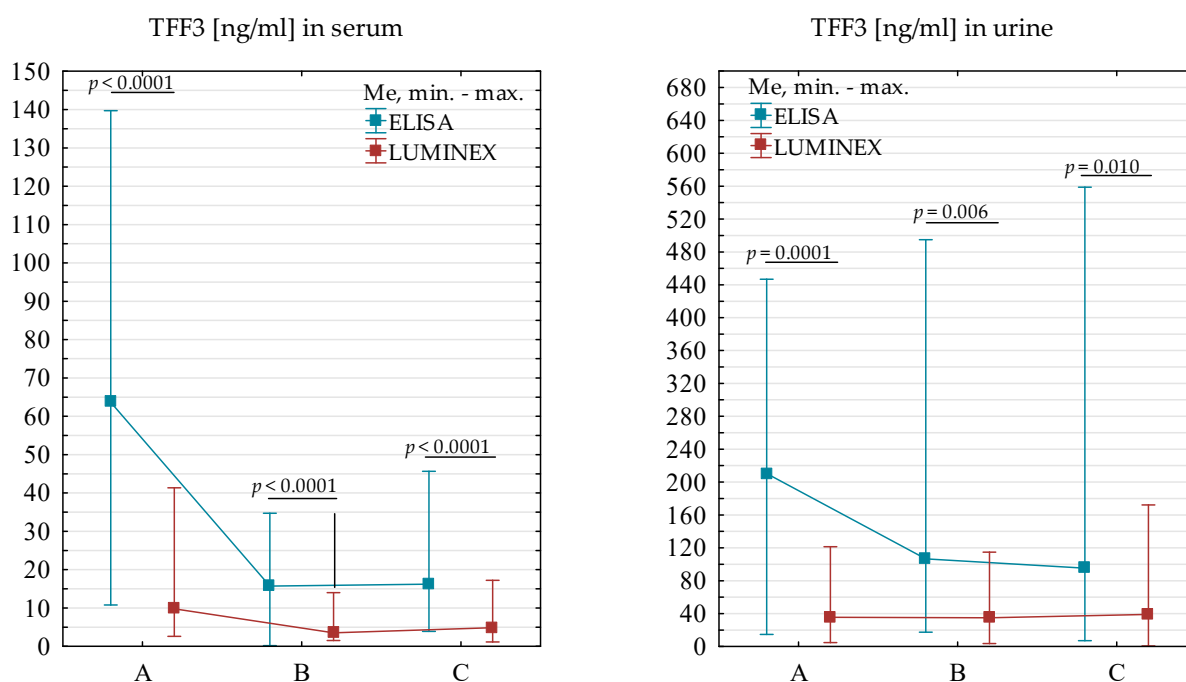 TFF3 [ng/ml] in serum
150
140
130
120
110
100
90
80
70
60
50
40
30
20
10
0
p < 0.0001
Me, min. - max.
ELISA
LUMINEX
p < 0.0001
p < 0.0001
A B C
TFF3 [ng/ml] in urine
680
640
600
560
520
480
440
400
360
320
280
240
200
160
120
80
40
0
Me, min. - max.
ELISA
LUMINEX
p = 0.0001
p = 0.006
p = 0.010
A B C